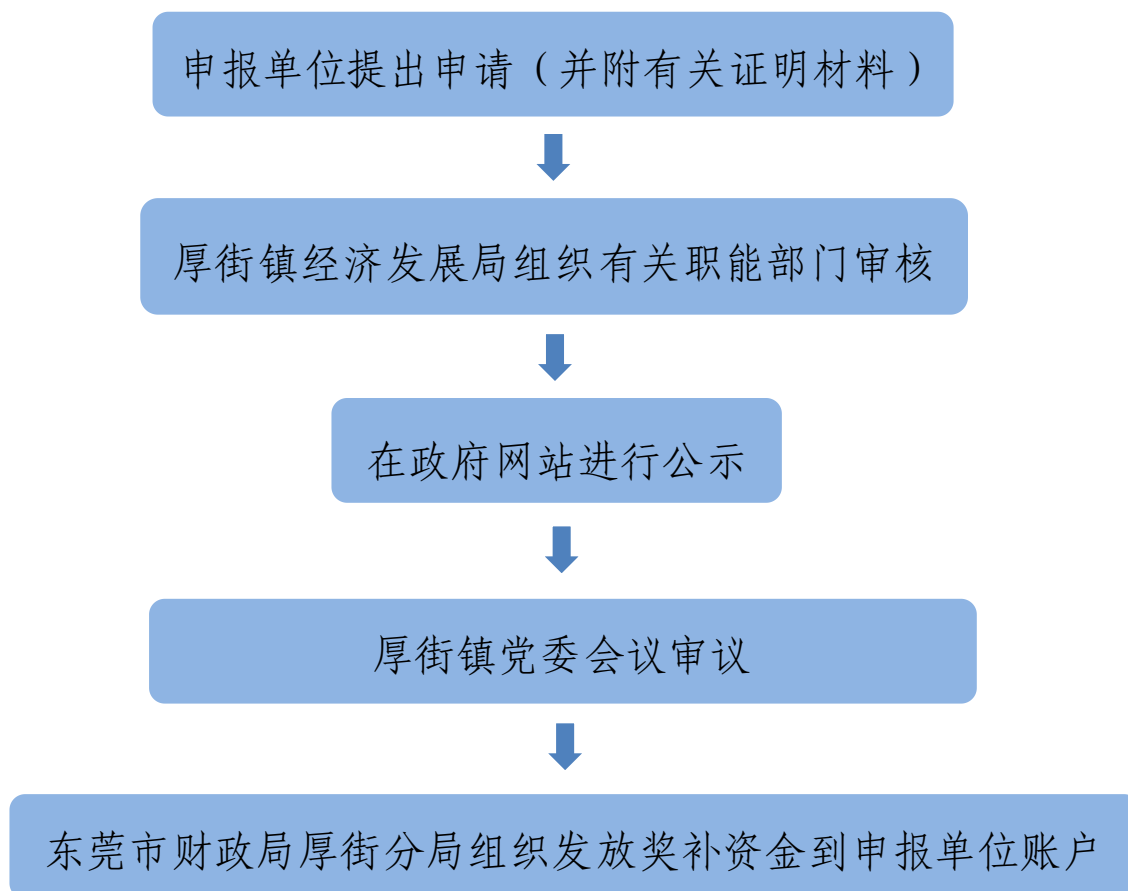 申报单位提出申请（并附有关证明材料）
厚街镇经济发展局组织有关职能部门审核
在政府网站进行公示
厚街镇党委会议审议
东莞市财政局厚街分局组织发放奖补资金到申报单位账户